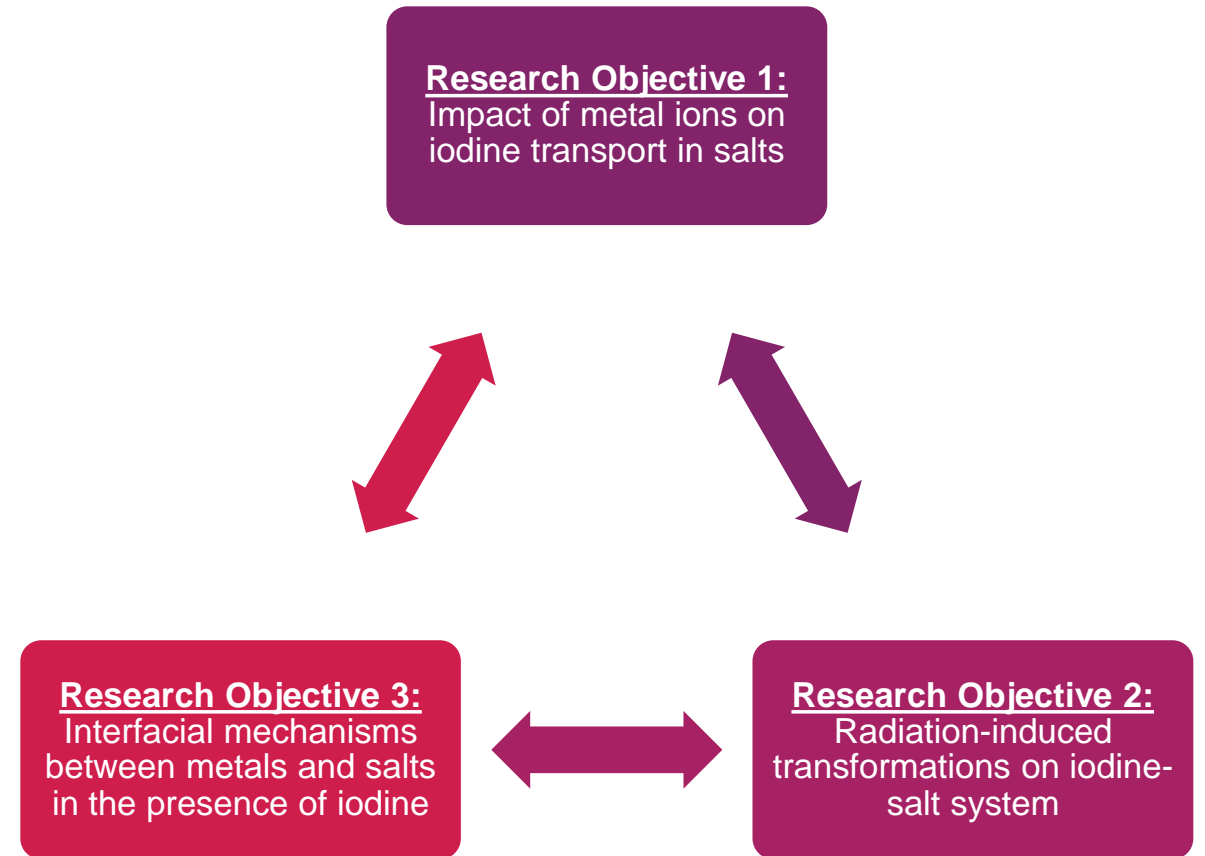 Research Objective 1:
Impact of metal ions on
iodine transport in salts
Research Objective 3:
Interfacial mechanisms
between metals and salts
in the presence of iodine
Research Objective 2:
Radiation-induced
transformations on iodine-
salt system